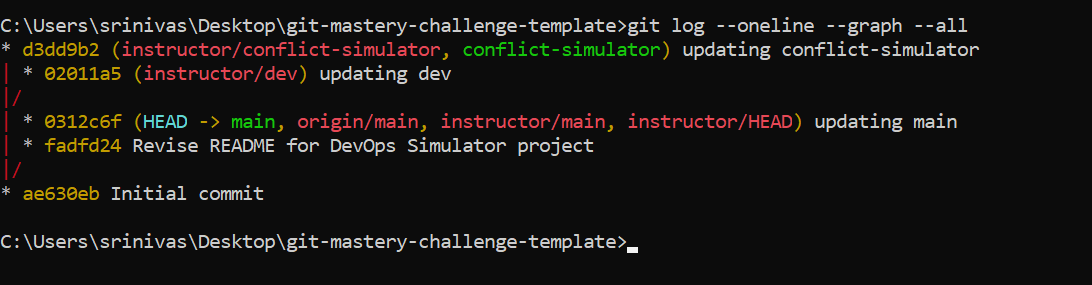 C:\Users\srinivas\Desktop\git-mastery-challenge-template>git log --oneline --graph --all
* d3dd9b2 (instructor/conflict-simulator, conflict-simulator) updating conflict-simulator
| * 02011a5 (instructor/dev) updating dev
|/
| * 0312c6f (HEAD -> main, origin/main, instructor/main, instructor/HEAD) updating main
| * fadfd24 Revise README for DevOps Simulator project
|/
* ae630eb Initial commit
C:\Users\srinivas\Desktop\git-mastery-challenge-template>